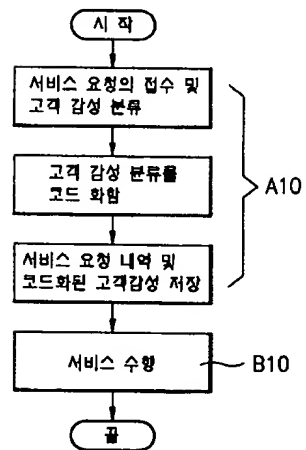 시 작
서비스 요청의 접수 및
고객 감성 분류
고객 감성 분류를
코드 화함
서비스 요청 내역 및
코드화된 고객감성 저장
A10
서비스 수행
B10
끝